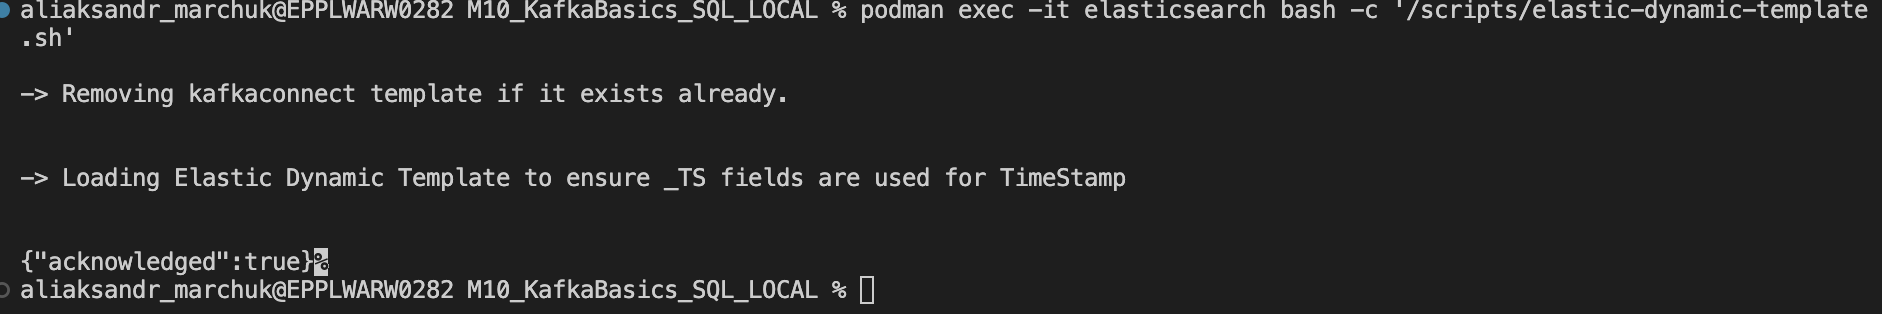 aliaksandr_marchuk@EPPLWARW0282 M10_KafkaBasics_SQL_LOCAL % podman exec -it elasticsearch bash -c '/scripts/elastic-dynamic-template
.sh'
-> Removing kafkaconnect template if it exists already.
-> Loading Elastic Dynamic Template to ensure _TS fields are used for TimeStamp
{"acknowledged":true}%
aliaksandr_marchuk@EPPLWARW0282 M10_KafkaBasics_SQL_LOCAL %